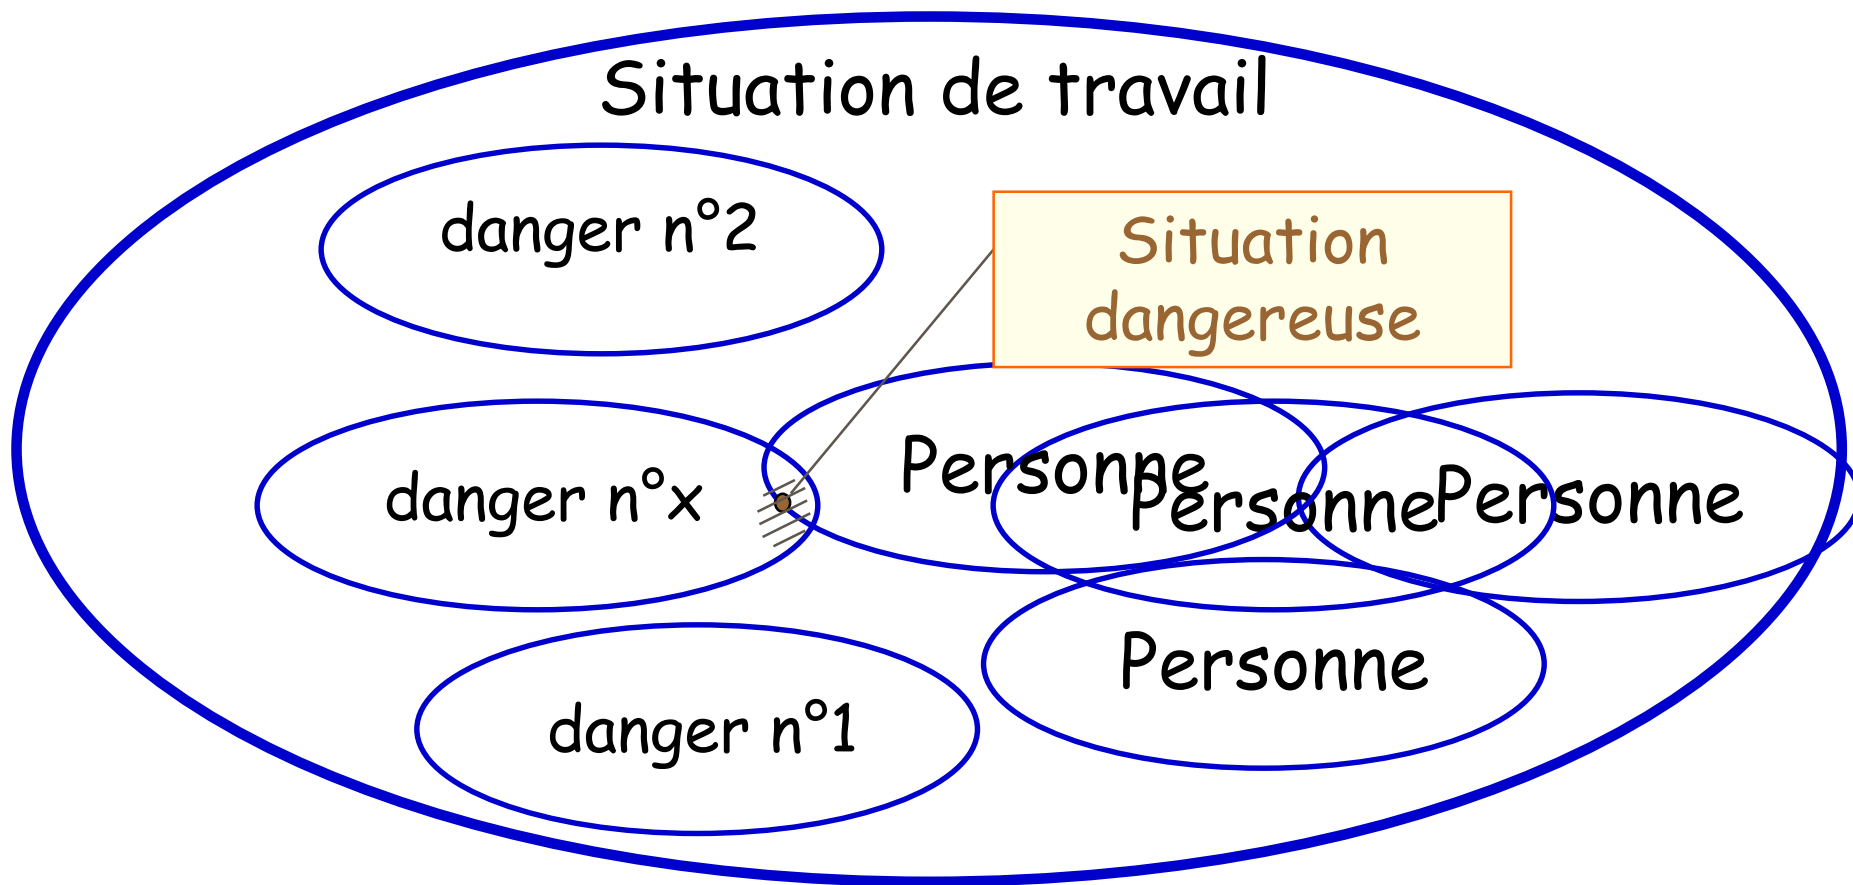 Situation de travail
danger n°2
Situation
dangereuse
danger n°x
Personne
Personne
Personne
Personne
danger n°1